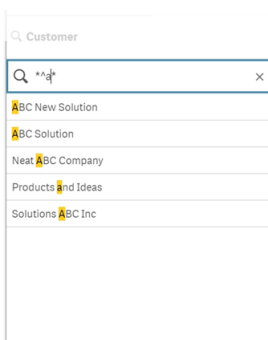 Customer
*^a*
ABC New Solution
ABC Solution
Neat ABC Company
Products and Ideas
Solutions ABC Inc